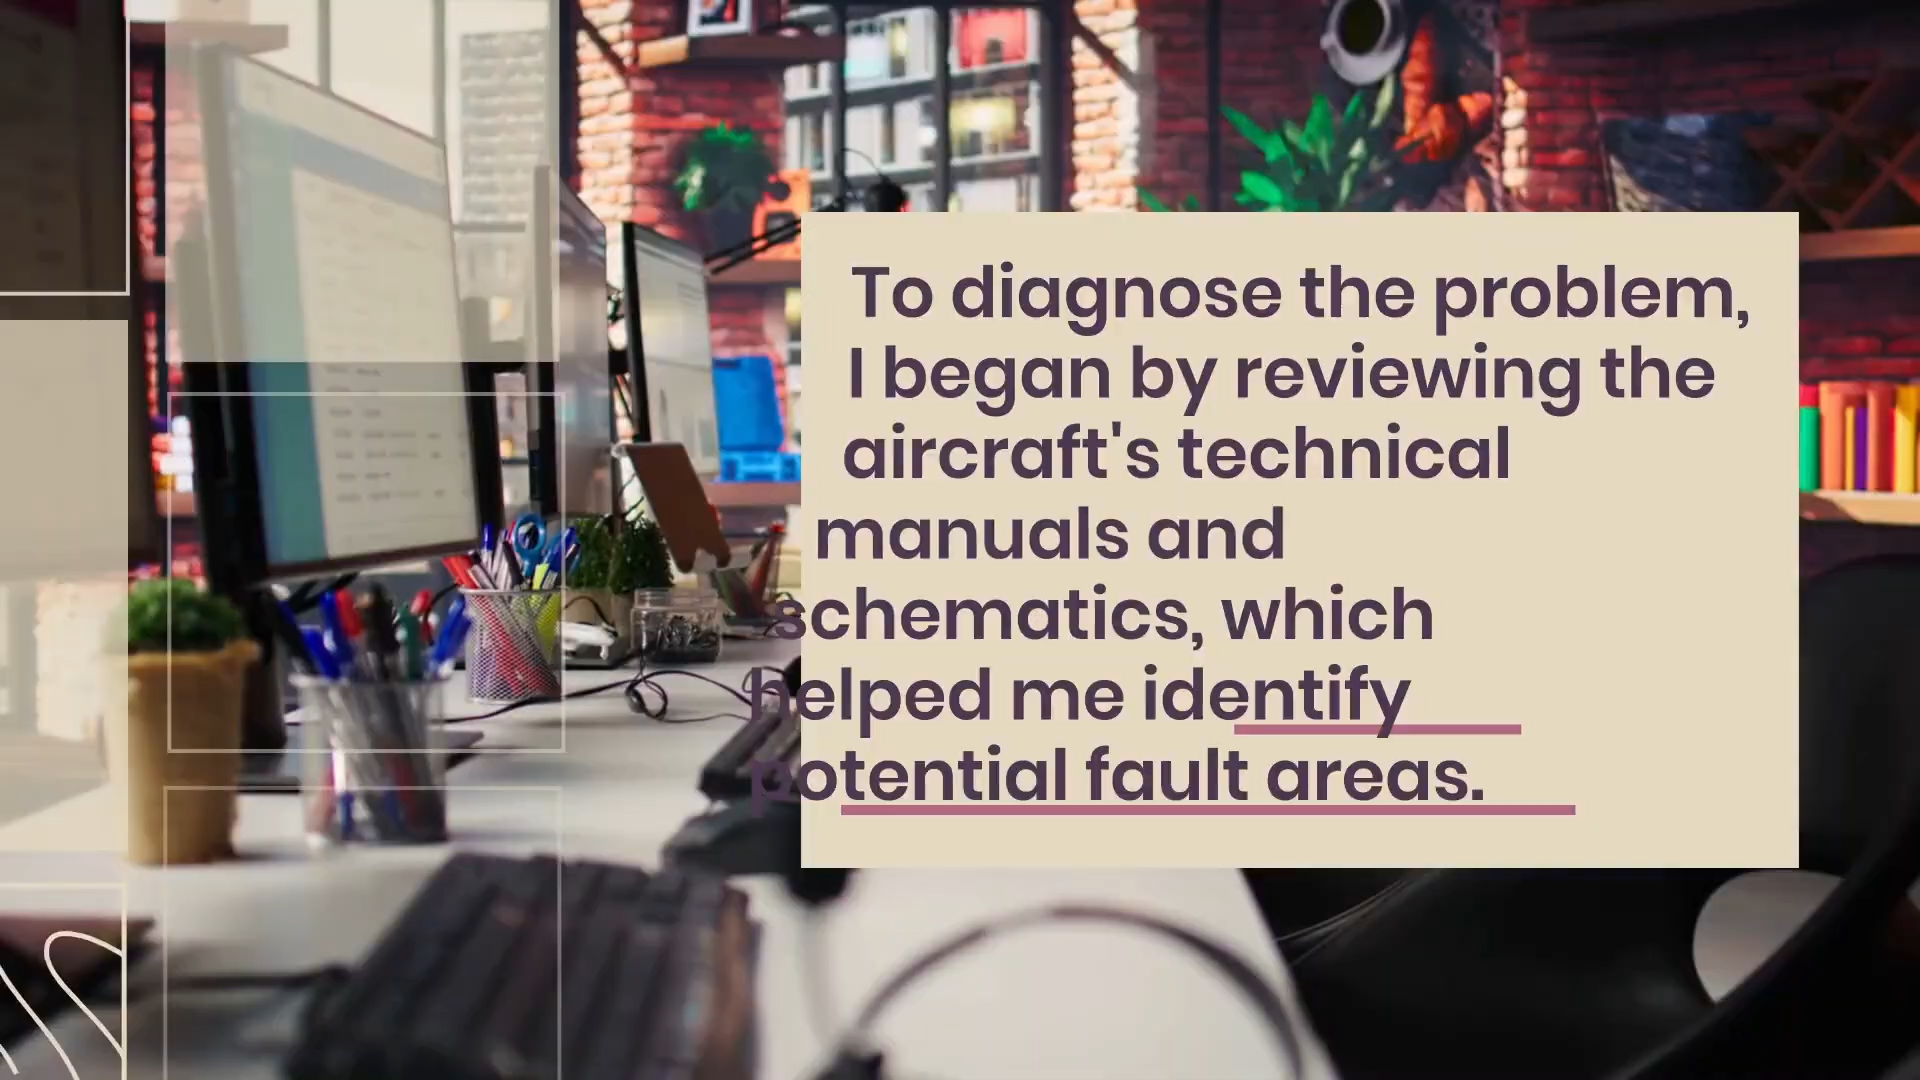 To diagnose the problem,
I began by reviewing the
aircraft's technical
manuals and
schematics, which
helped me identify
potential fault areas.